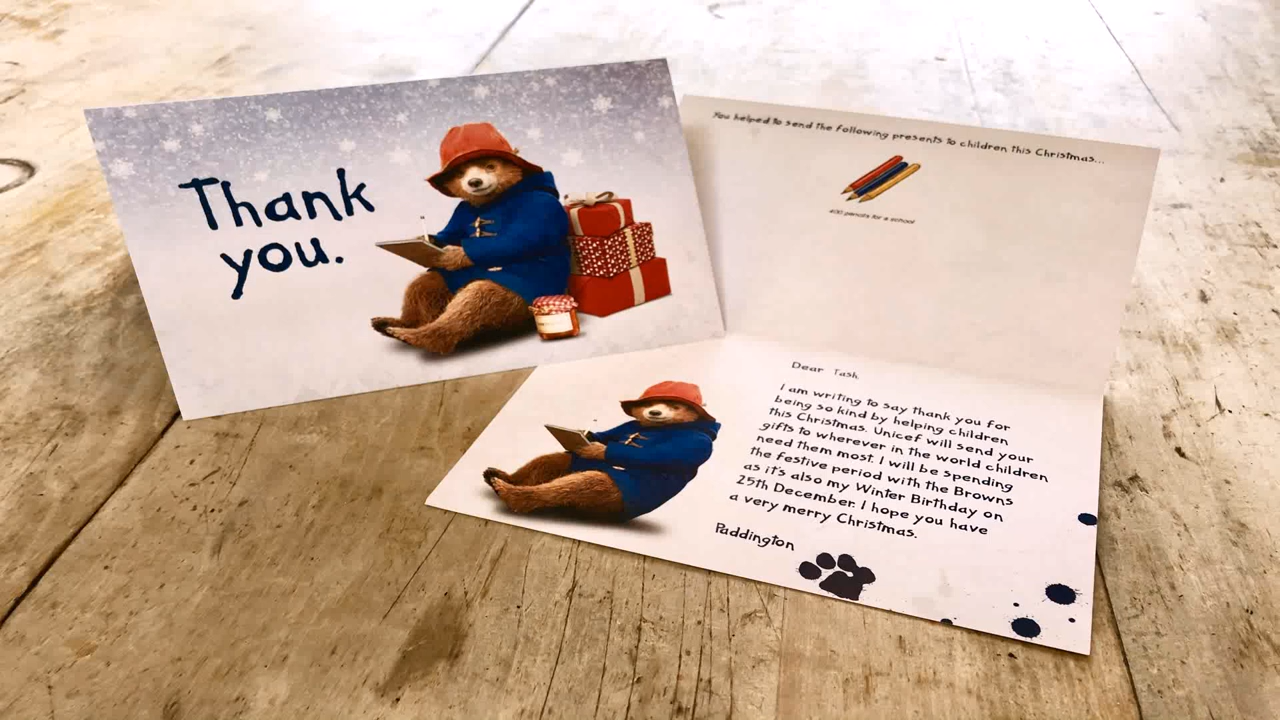 Thank
you.
You helped to send the following presents to children this Christmas...
400 pencils for a school
Dear Tash
I am writing to say thank you for
being so kind by helping children
this Christmas. Unicef will send your
gifts to wherever in the world children
need them most. I will be spending
the festive period with the Browns
as it's also my Winter Birthday on
25th December. I hope you have
a very merry Christmas.
Paddington